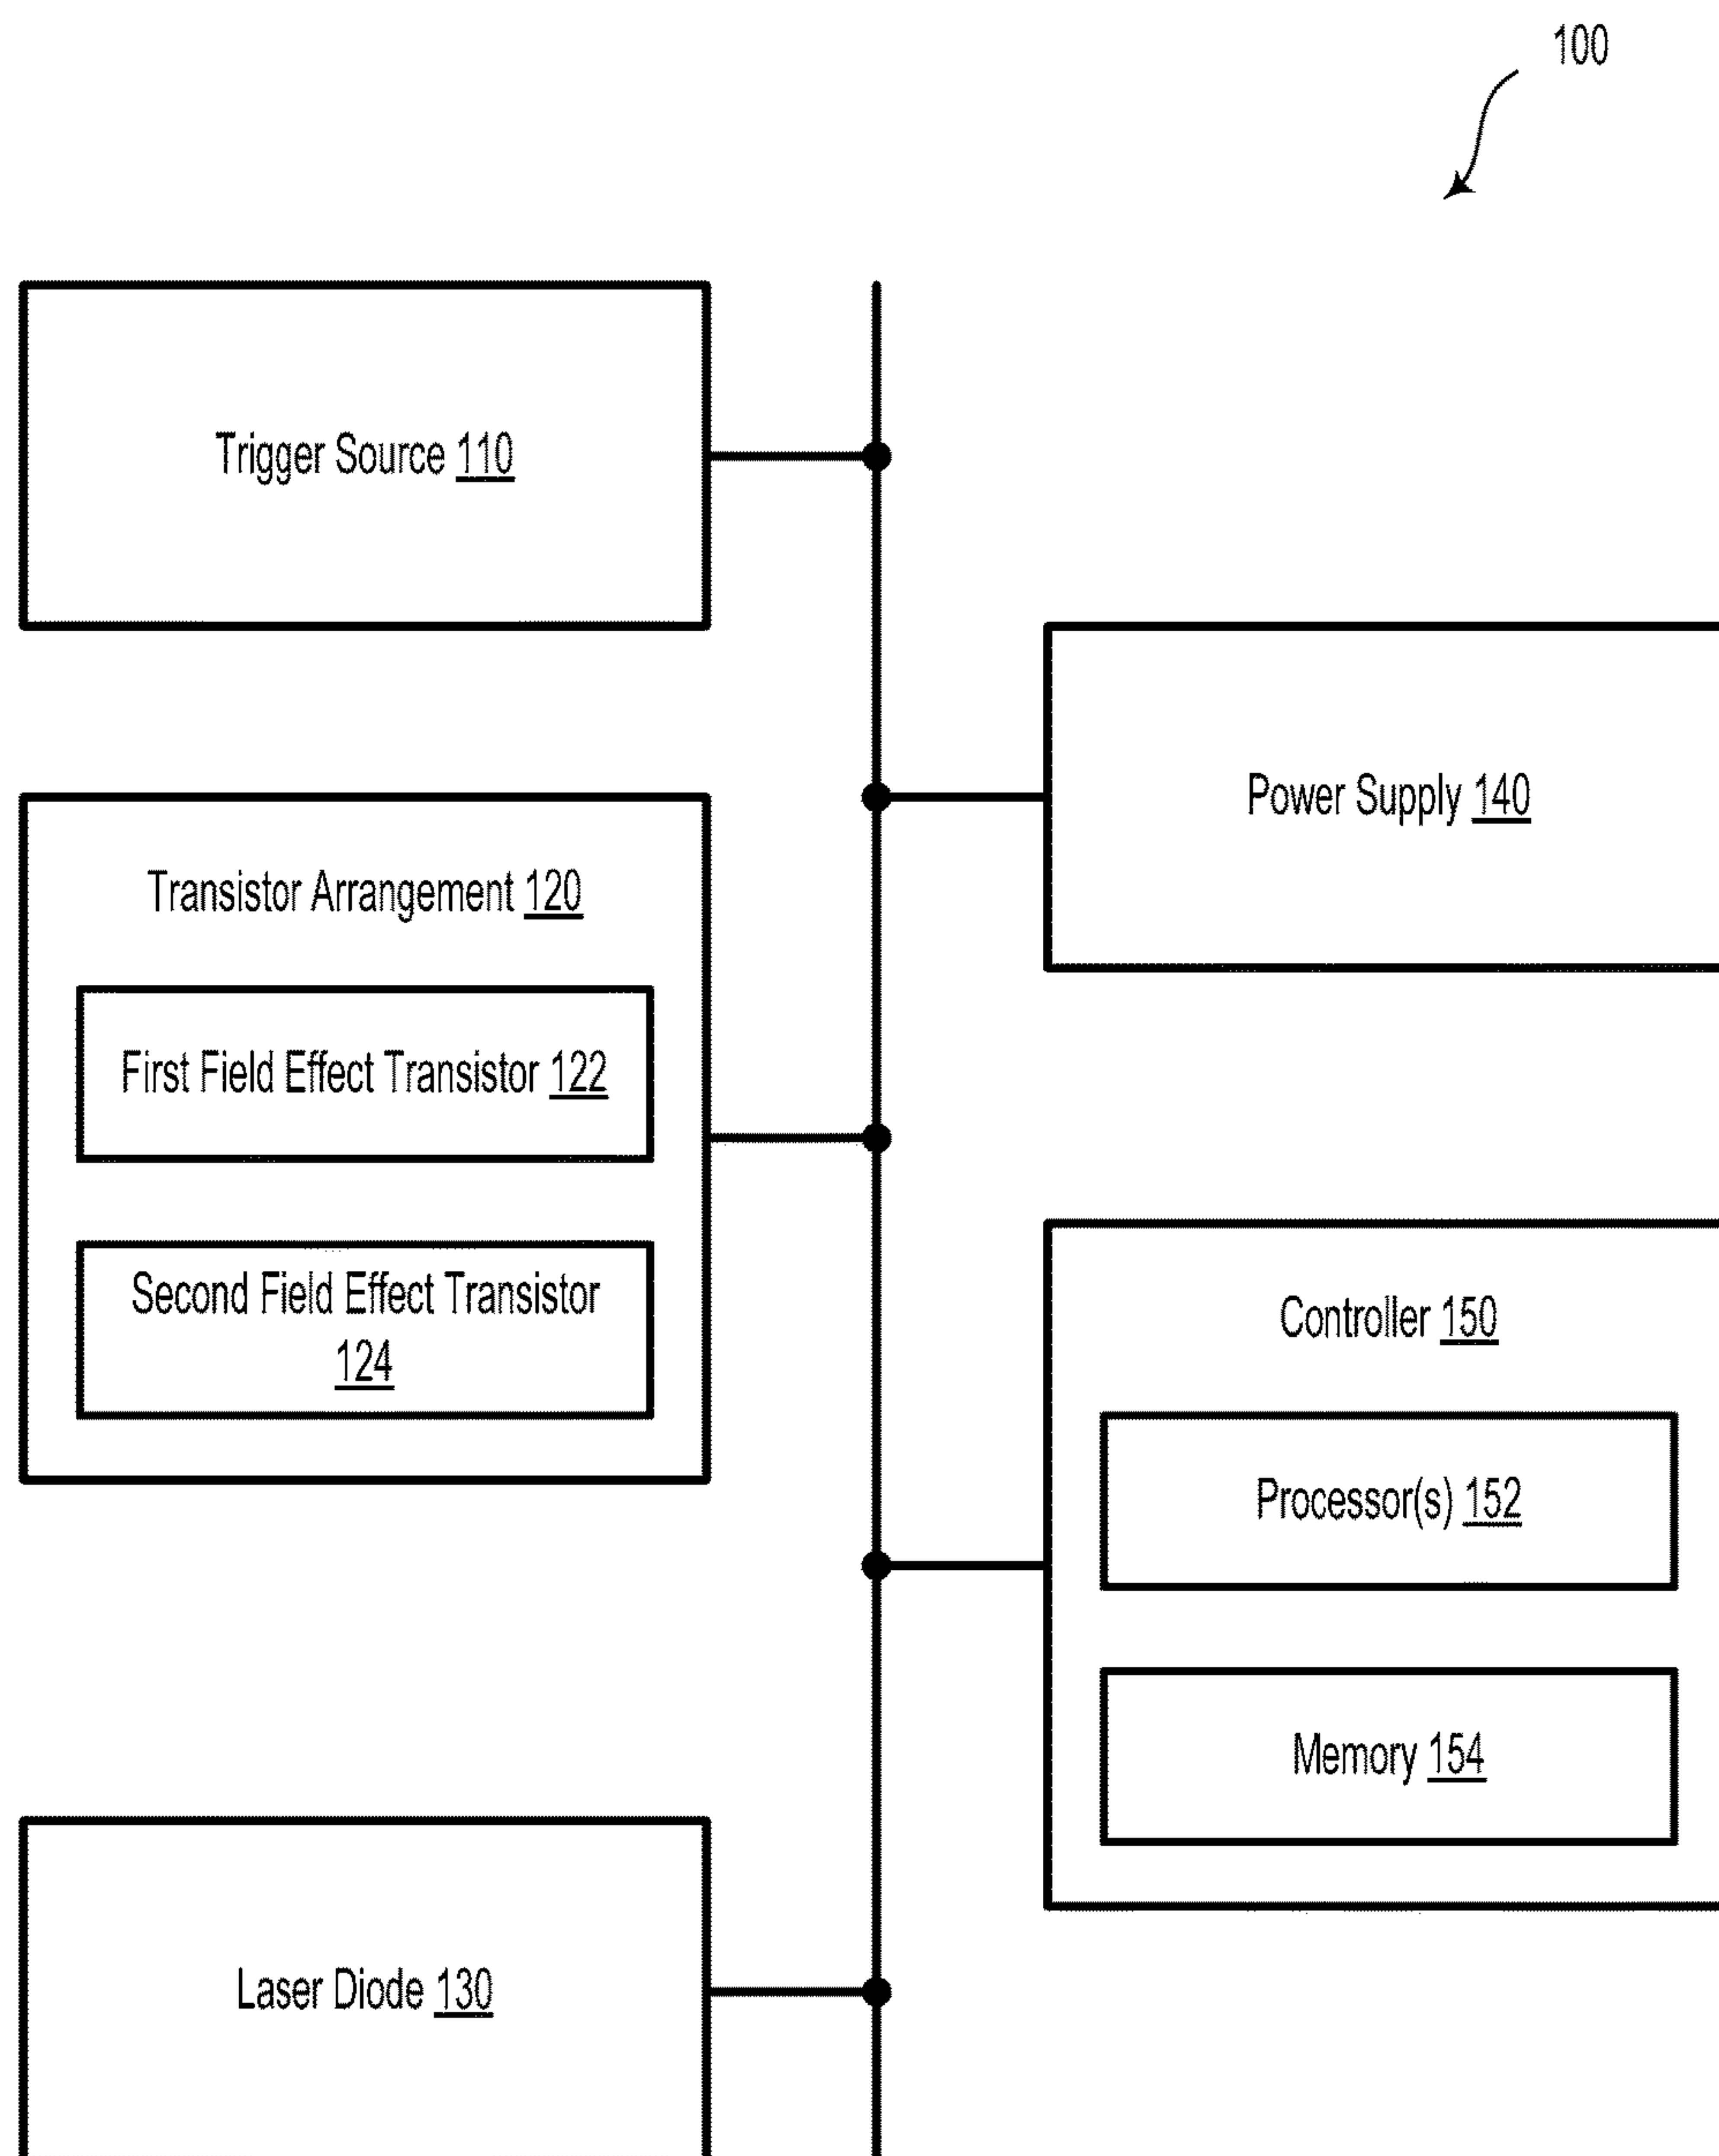 100
Trigger Source 110
Power Supply 140
Transistor Arrangement 120
First Field Effect Transistor 122
Second Field Effect Transistor
124
Controller 150
Processor(s) 152
Memory 154
Laser Diode 130